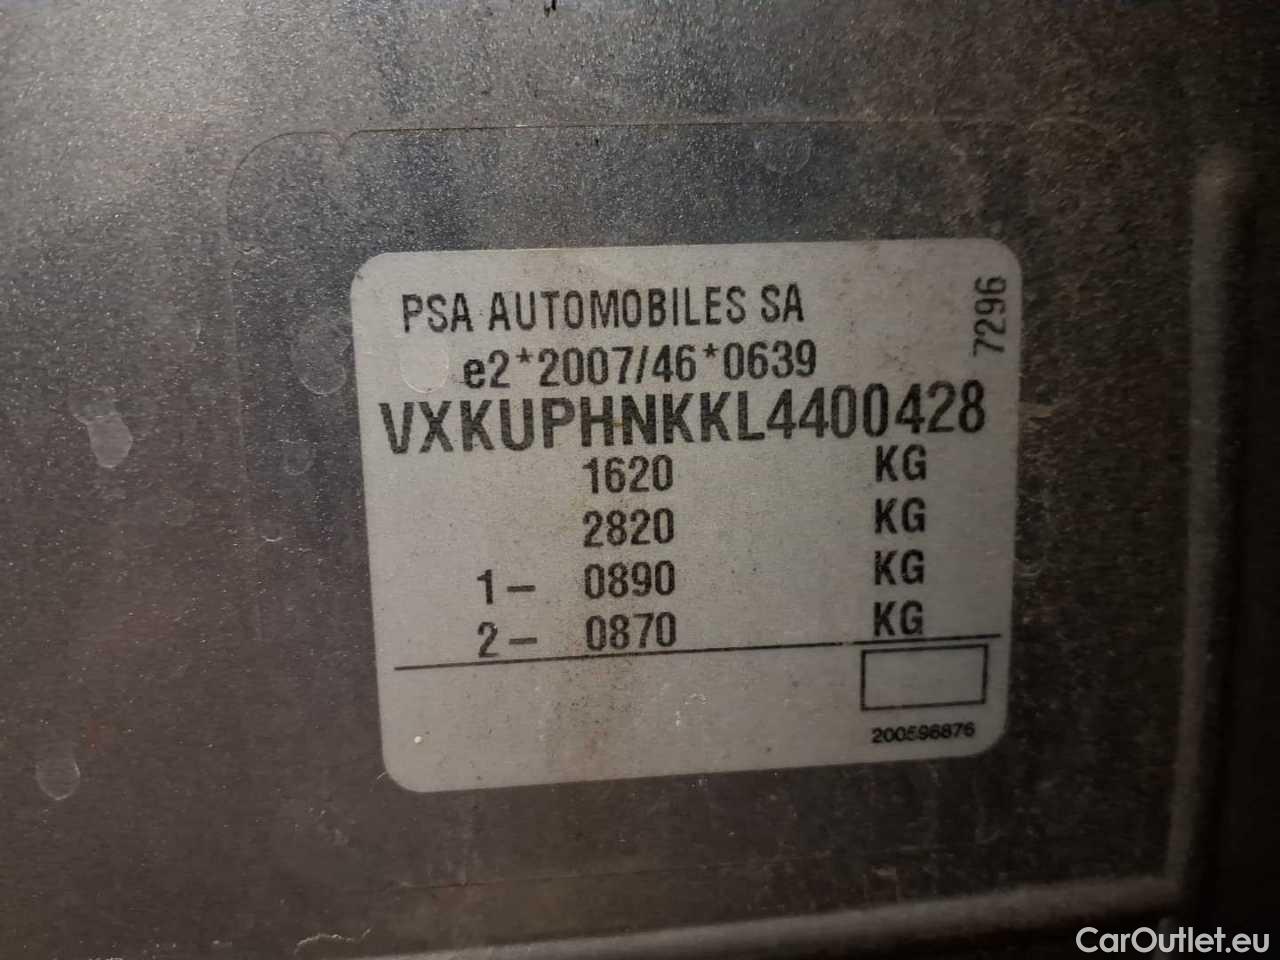 PSA AUTOMOBILES SA
7296
e2*2007/46*0639
VXKUPHNKKL4400428
1620 KG
2820 KG
1- 0890 KG
2- 0870 KG
200596876
CarOutlet.eu